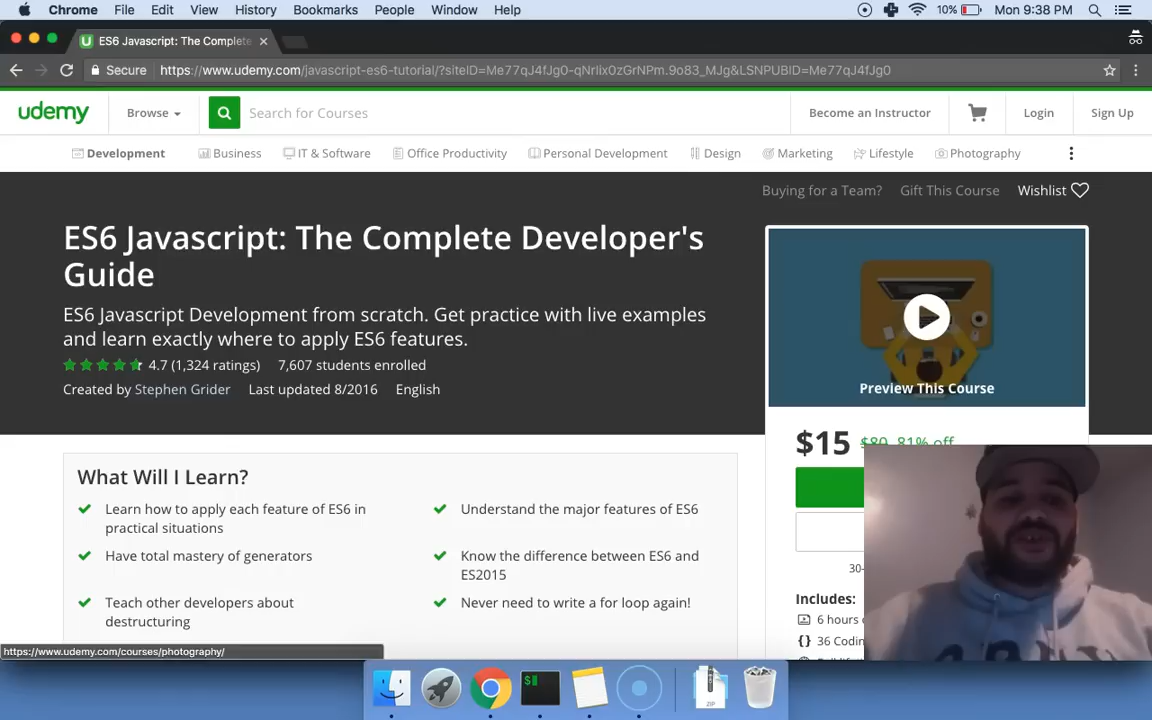 Chrome File Edit View History Bookmarks People Window Help 10% Mon 9:38 PM
U ES6 Javascript: The Complete
Secure https://www.udemy.com/javascript-es6-tutorial/?siteID=Me77qJ4fJg0-qNrIix0zGrNPm.9o83_MJg&LSNPUBID=Me77qJ4fJg0
udemy Browse Search for Courses Become an Instructor Login Sign Up
Development Business IT & Software Office Productivity Personal Development Design Marketing Lifestyle Photography
Buying for a Team? Gift This Course Wishlist
ES6 Javascript: The Complete Developer's
Guide
ES6 Javascript Development from scratch. Get practice with live examples
and learn exactly where to apply ES6 features.
4.7 (1,324 ratings) 7,607 students enrolled
Created by Stephen Grider Last updated 8/2016 English
Preview This Course
$15 $80 81% off
What Will I Learn?
Learn how to apply each feature of ES6 in
practical situations
Understand the major features of ES6
Have total mastery of generators
Know the difference between ES6 and
ES2015
Teach other developers about
destructuring
Never need to write a for loop again!
30-
Includes:
6 hours
36 Codin
https://www.udemy.com/courses/photography/
$
ZIP